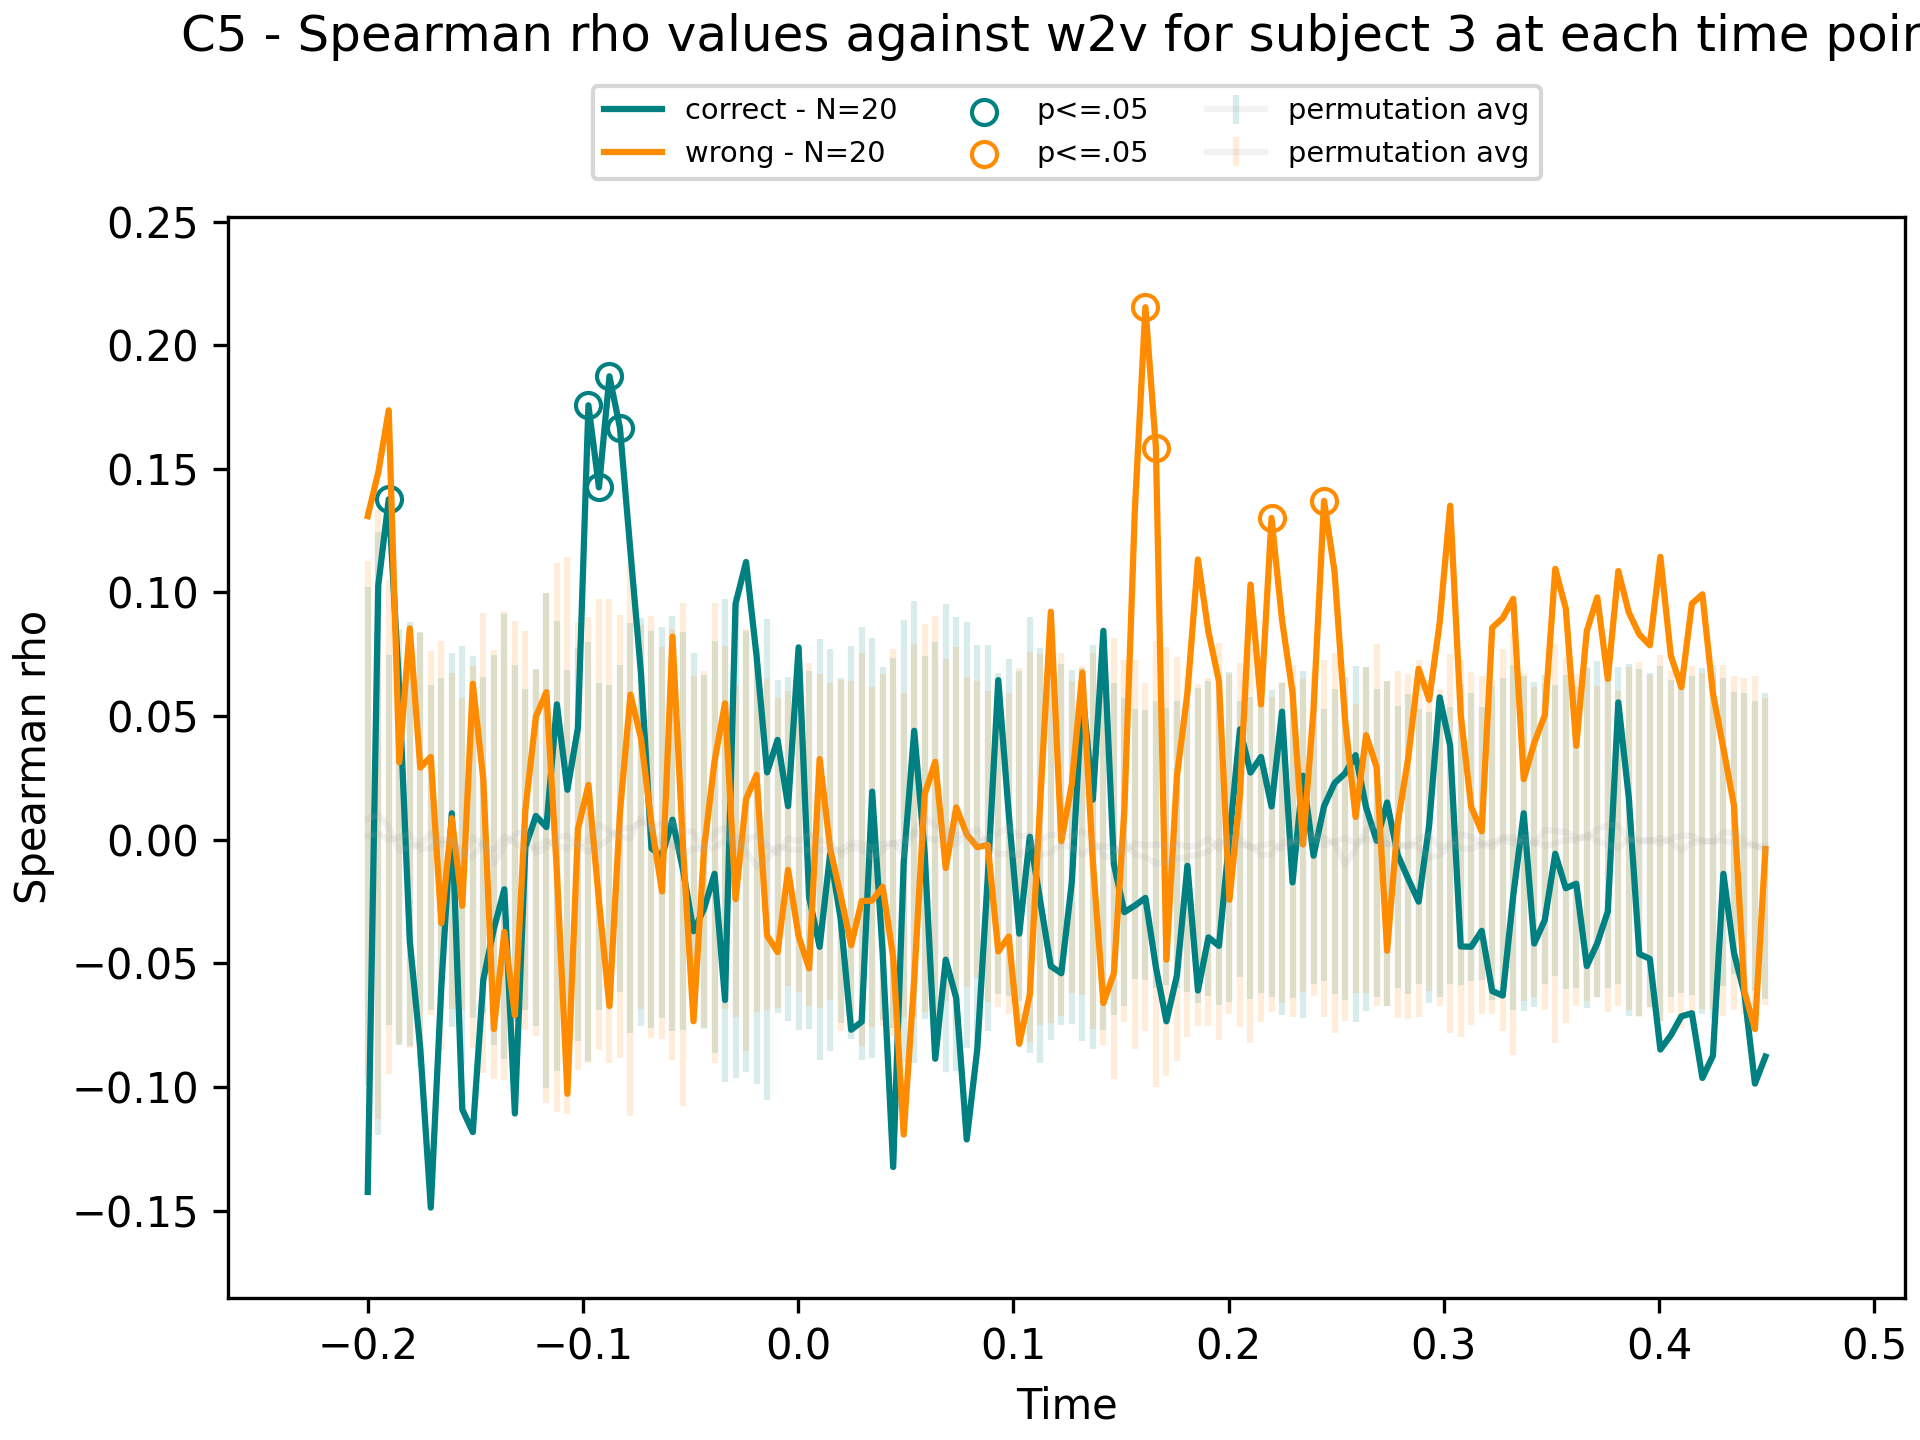 C5 - Spearman rho values against w2v for subject 3 at each time poin
correct - N=20 p<=.05 permutation avg
wrong - N=20 p<=.05 permutation avg
0.25
0.20
0.15
0.10
0.05
0.00
−0.05
−0.10
−0.15
Spearman rho
−0.2 −0.1 0.0 0.1 0.2 0.3 0.4 0.5
Time